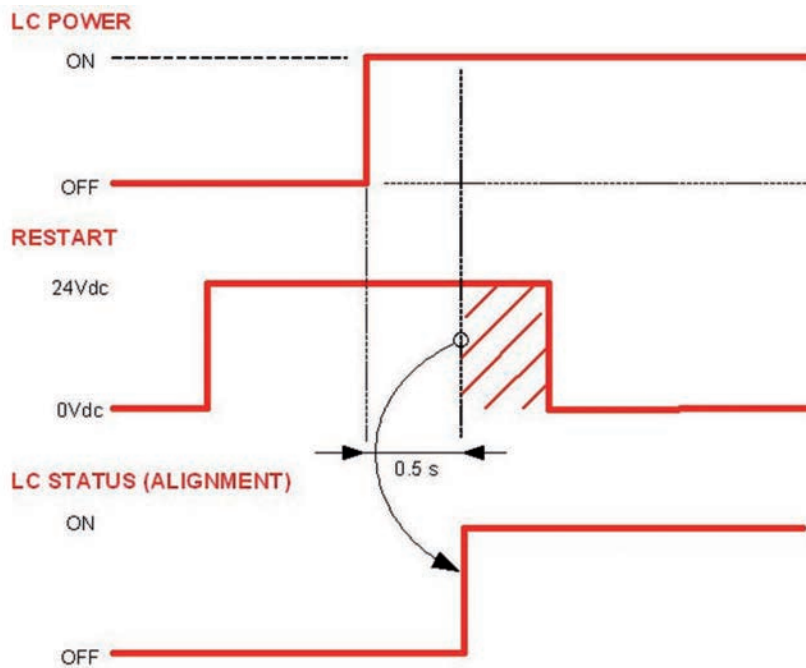 LC POWER
ON
OFF
RESTART
24Vdc
0Vdc
0.5 s
LC STATUS (ALIGNMENT)
ON
OFF